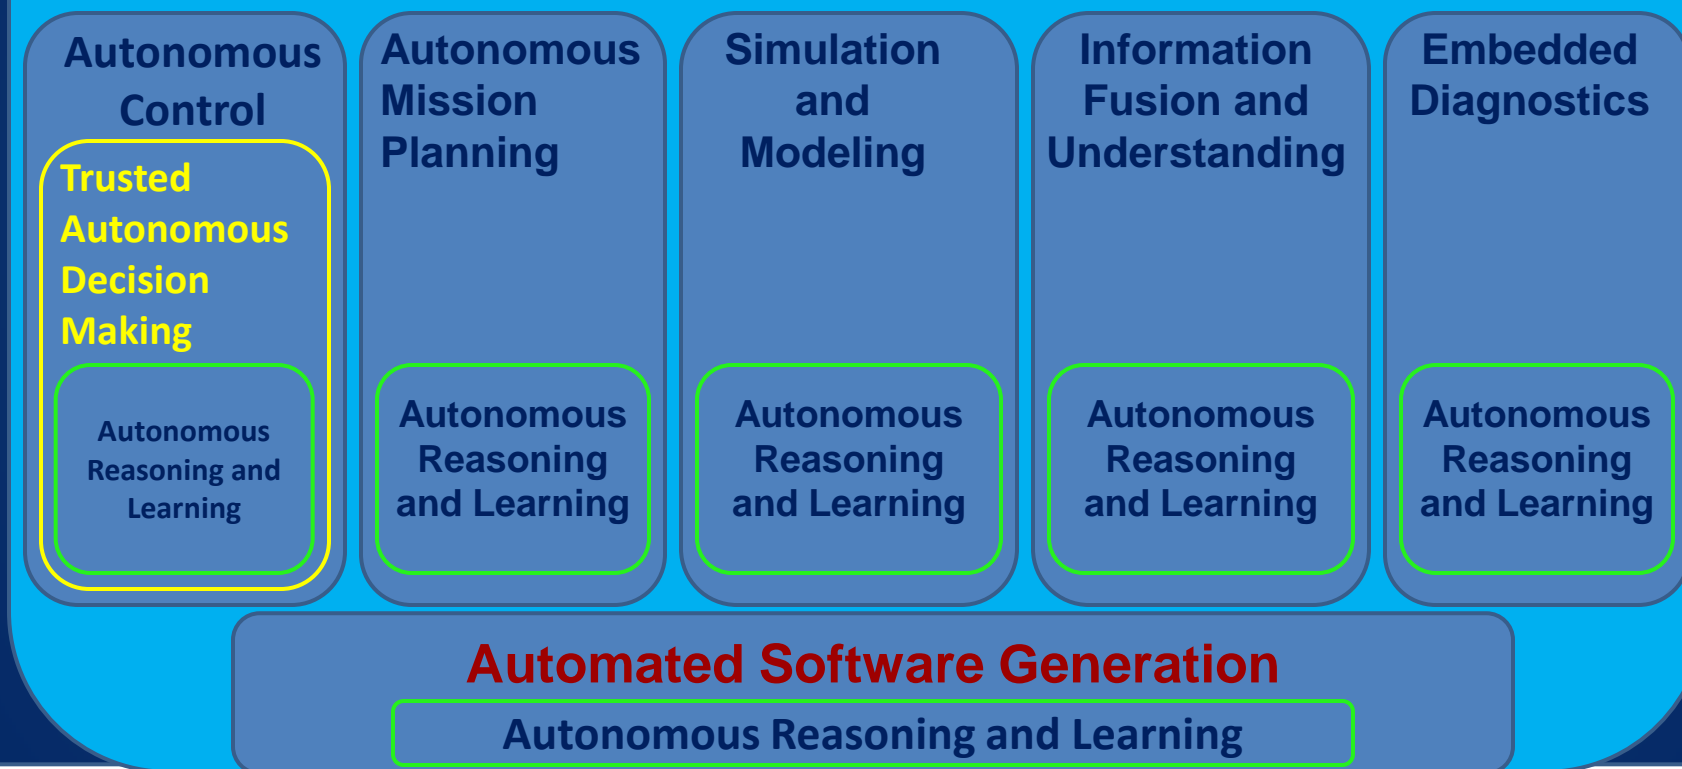 Autonomous
Control
Trusted
Autonomous
Decision
Making
Autonomous
Reasoning and
Learning
Autonomous
Mission
Planning
Autonomous
Reasoning
and Learning
Simulation
and
Modeling
Autonomous
Reasoning
and Learning
Information
Fusion and
Understanding
Autonomous
Reasoning
and Learning
Embedded
Diagnostics
Autonomous
Reasoning
and Learning
Automated Software Generation
Autonomous Reasoning and Learning